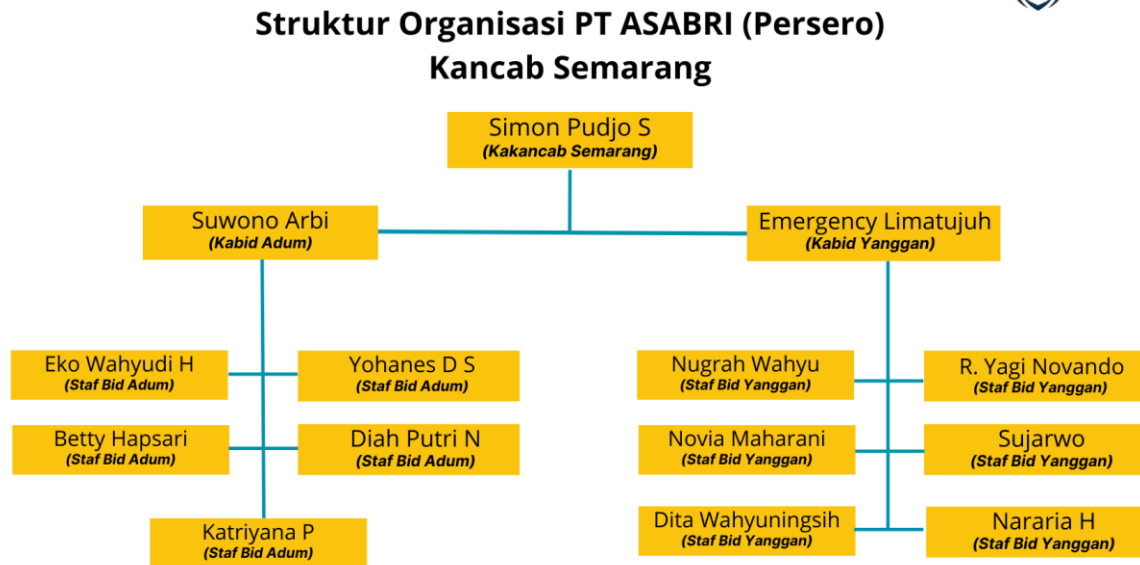 Struktur Organisasi PT ASABRI (Persero)
Kancab Semarang
Simon Pudjo S
(Kakancab Semarang)
Suwono Arbi
(Kabid Adum)
Emergency Limatujuh
(Kabid Yanggan)
Eko Wahyudi H
(Staf Bid Adum)
Yohanes D S
(Staf Bid Adum)
Nugrah Wahyu
(Staf Bid Yanggan)
R. Yagi Novando
(Staf Bid Yanggan)
Betty Hapsari
(Staf Bid Adum)
Diah Putri N
(Staf Bid Adum)
Novia Maharani
(Staf Bid Yanggan)
Sujarwo
(Staf Bid Yanggan)
Katriyana P
(Staf Bid Adum)
Dita Wahyuningsih
(Staf Bid Yanggan)
Nararia H
(Staf Bid Yanggan)